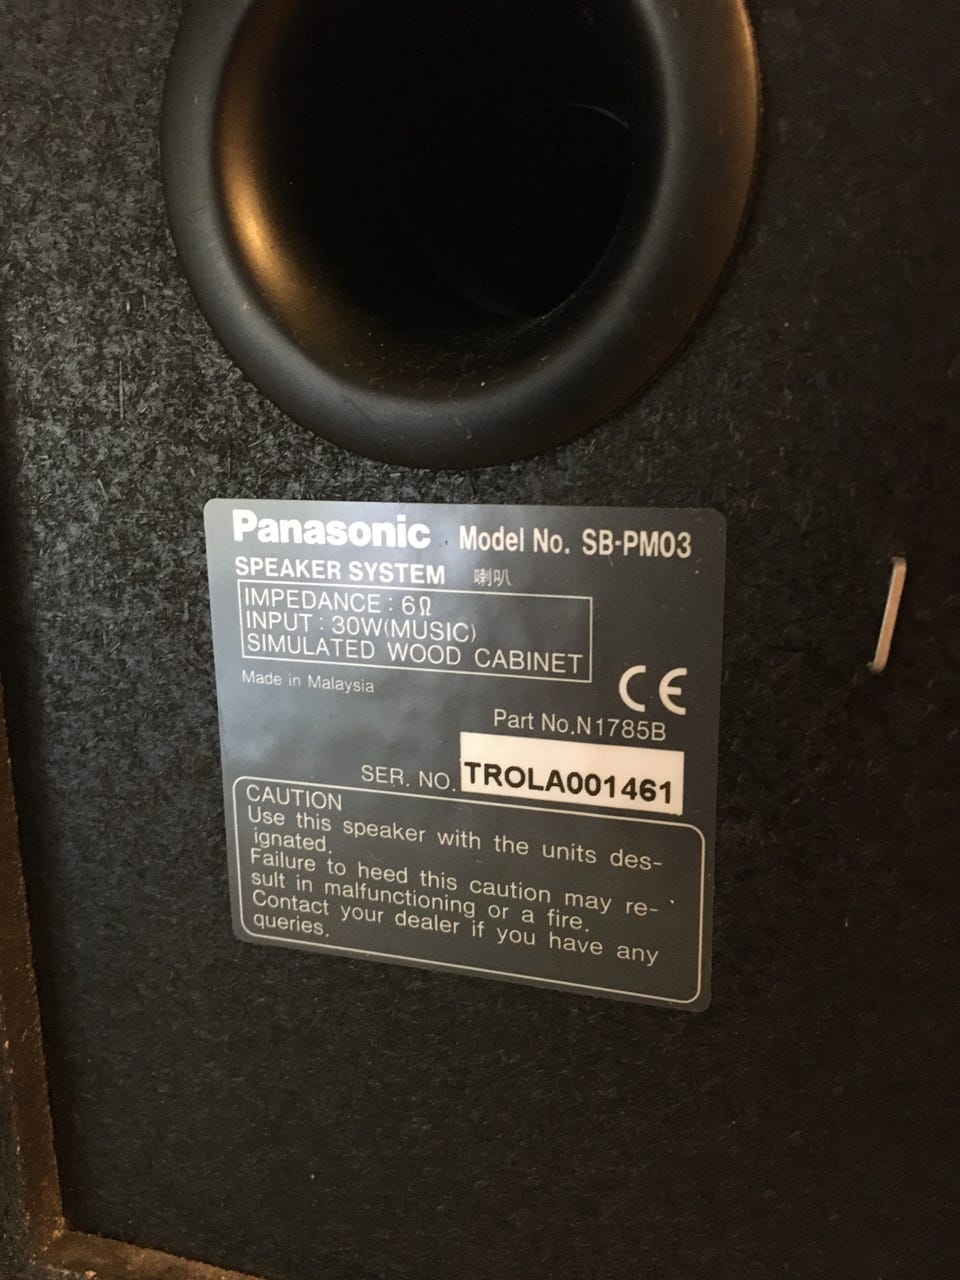 Panasonic Model No. SB-PM03
SPEAKER SYSTEM 喇叭
IMPEDANCE : 6Ω
INPUT : 30W(MUSIC)
SIMULATED WOOD CABINET
Made in Malaysia
CE
Part No.N1785B
SER. NO. TROLA001461
CAUTION
Use this speaker with the units des-
ignated.
Failure to heed this caution may re-
sult in malfunctioning or a fire.
Contact your dealer if you have any
queries.